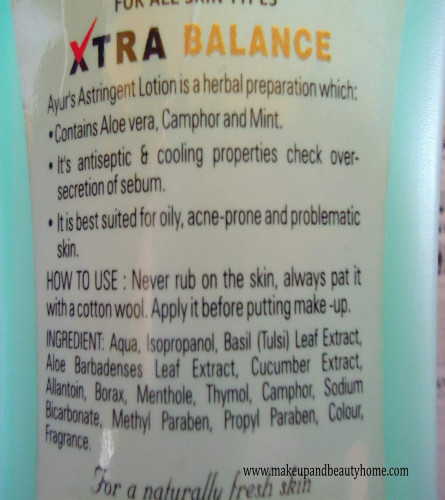 FOR ALL SKIN TYPES
XTRA BALANCE
Ayur's Astringent Lotion is a herbal preparation which:
•Contains Aloe vera, Camphor and Mint.
• It's antiseptic & cooling properties check over-
secretion of sebum.
• It is best suited for oily, acne-prone and problematic
skin.
HOW TO USE : Never rub on the skin, always pat it
with a cotton wool. Apply it before putting make-up.
INGREDIENT: Aqua, Isopropanol, Basil (Tulsi) Leaf Extract,
Aloe Barbadenses Leaf Extract, Cucumber Extract,
Allantoin, Borax, Menthole, Thymol, Camphor, Sodium
Bicarbonate, Methyl Paraben, Propyl Paraben, Colour,
Fragrance.
For a naturally fresh skin
www.makeupandbeautyhome.com